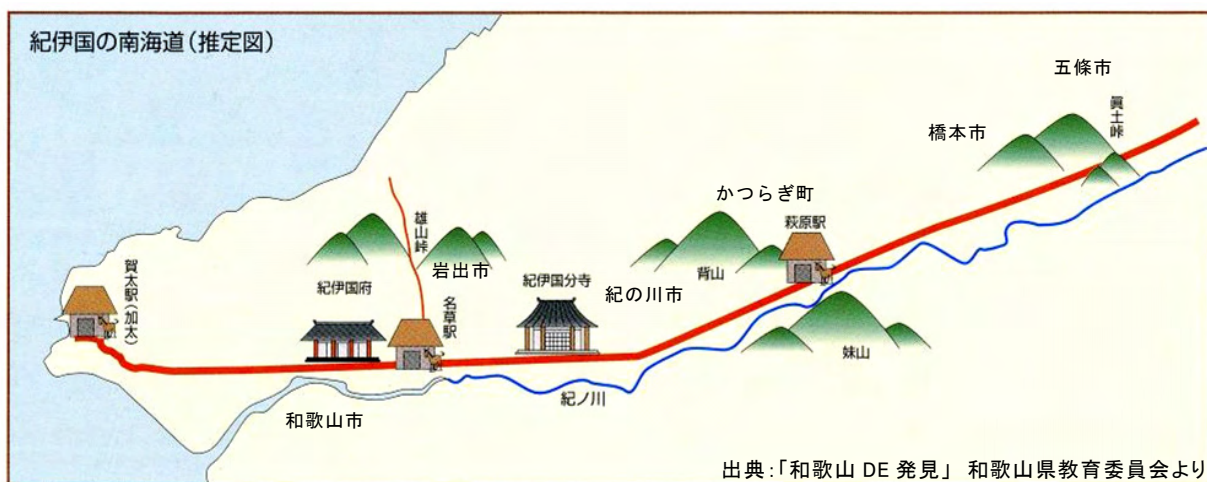 紀伊国の南海道（推定図）
五條市
眞土峠
橋本市
かつらぎ町
萩原駅
雄山峠
背山
岩出市
紀伊国分寺
賀太駅（加太）
紀伊国府
名草駅
紀の川市
妹山
紀ノ川
和歌山市
出典：「和歌山 DE 発見」 和歌山県教育委員会より